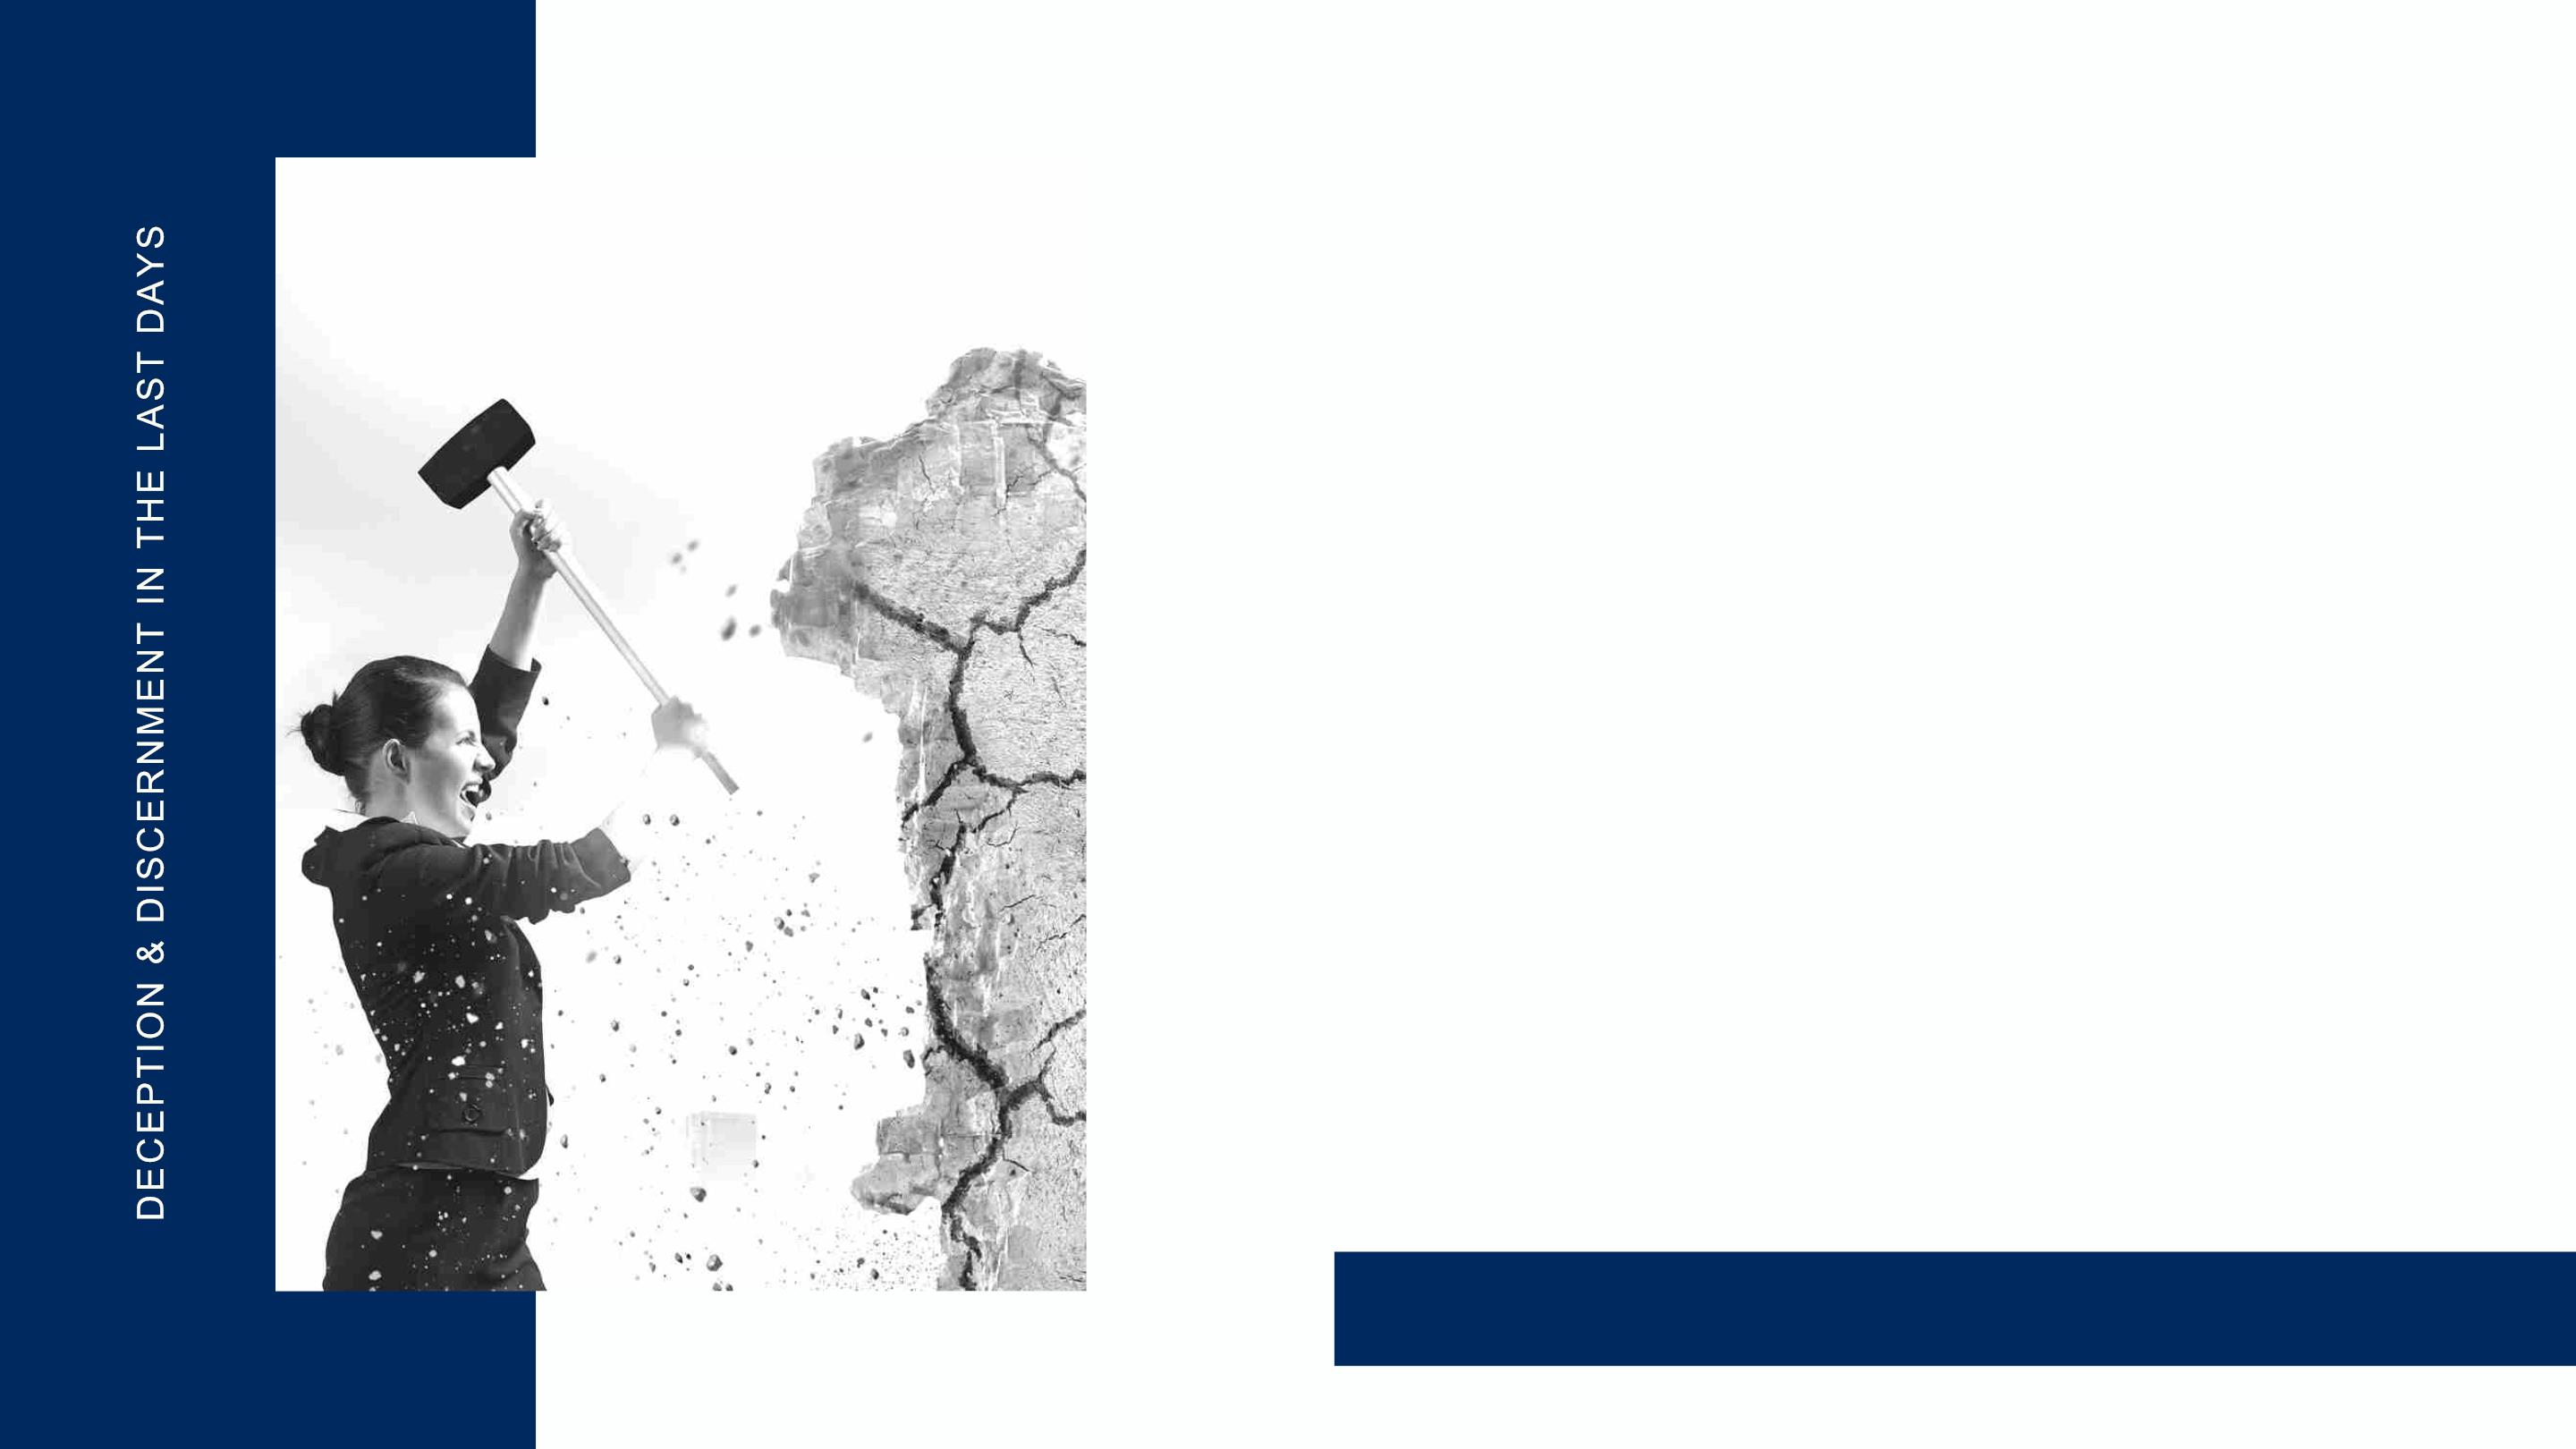 DECEPTION & DISCERNMENT IN THE LAST DAYS